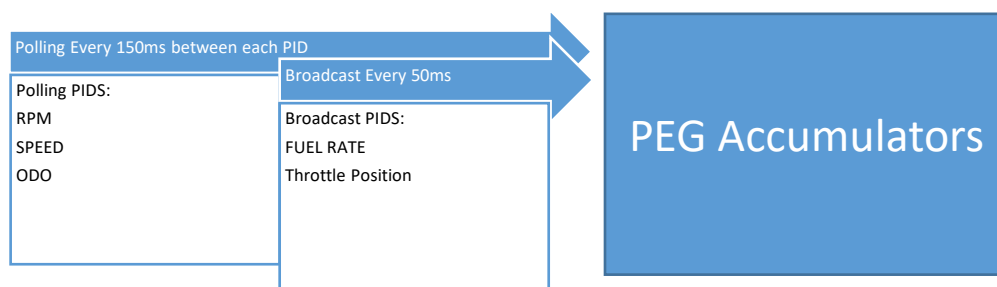 Polling Every 150ms between each PID
Polling PIDS:
RPM
SPEED
ODO
Broadcast Every 50ms
Broadcast PIDS:
FUEL RATE
Throttle Position
PEG Accumulators